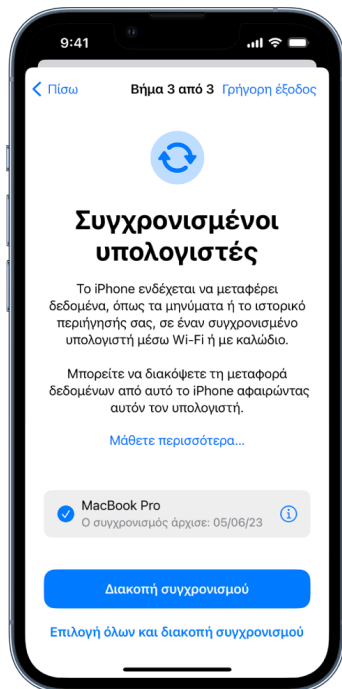 9:41
Πίσω Βήμα 3 από 3 Γρήγορη έξοδος
Συγχρονισμένοι
υπολογιστές
Το iPhone ενδέχεται να μεταφέρει
δεδομένα, όπως τα μηνύματα ή το ιστορικό
περιήγησής σας, σε έναν συγχρονισμένο
υπολογιστή μέσω Wi-Fi ή με καλώδιο.
Μπορείτε να διακόψετε τη μεταφορά
δεδομένων από αυτό το iPhone αφαιρώντας
αυτόν τον υπολογιστή.
Μάθετε περισσότερα...
MacBook Pro
Ο συγχρονισμός άρχισε: 05/06/23
Διακοπή συγχρονισμού
Επιλογή όλων και διακοπή συγχρονισμού